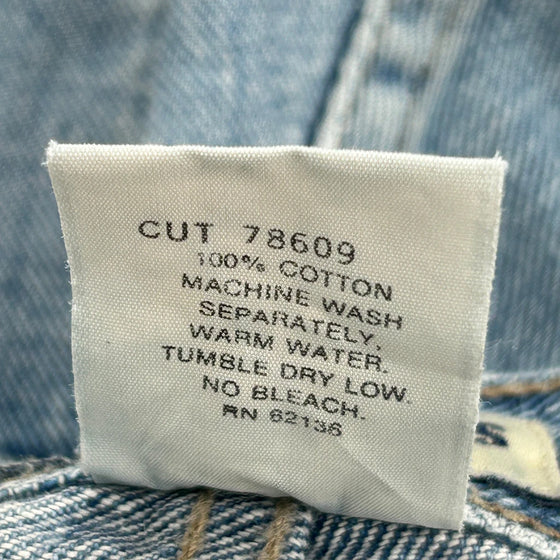 CUT 78609
100% COTTON
MACHINE WASH
SEPARATELY,
WARM WATER.
TUMBLE DRY LOW.
NO BLEACH.
RN 62136